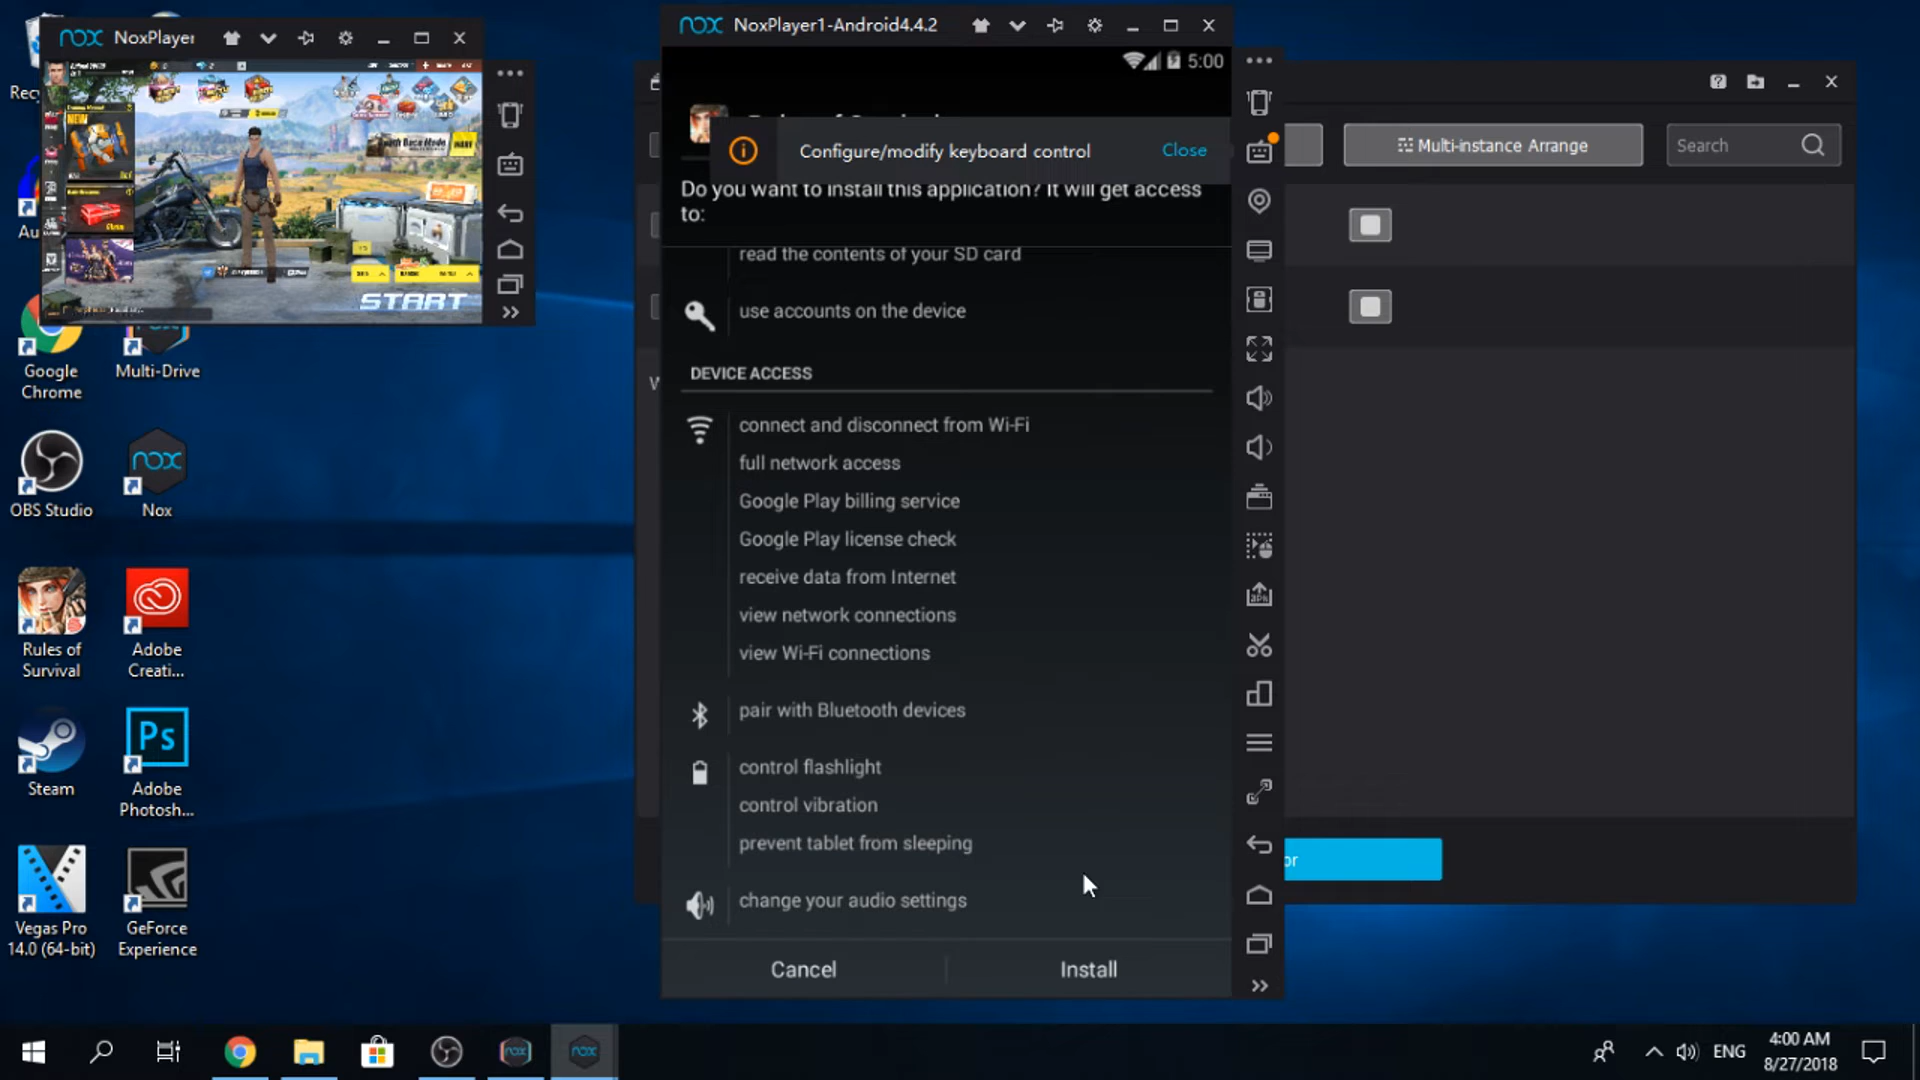 nox NoxPlayer
START
Recy
Au
Google
Chrome
Multi-Drive
OBS Studio
Nox
Rules of
Survival
Adobe
Creati...
Steam
Adobe
Photosh...
Vegas Pro
14.0 (64-bit)
GeForce
Experience
nox NoxPlayer1-Android4.4.2
5:00
Configure/modify keyboard control
Close
Do you want to install this application? It will get access
to:
read the contents of your SD card
use accounts on the device
DEVICE ACCESS
connect and disconnect from Wi-Fi
full network access
Google Play billing service
Google Play license check
receive data from Internet
view network connections
view Wi-Fi connections
pair with Bluetooth devices
control flashlight
control vibration
prevent tablet from sleeping
change your audio settings
Cancel
Install
Multi-instance Arrange
Search
or
ENG
4:00 AM
8/27/2018